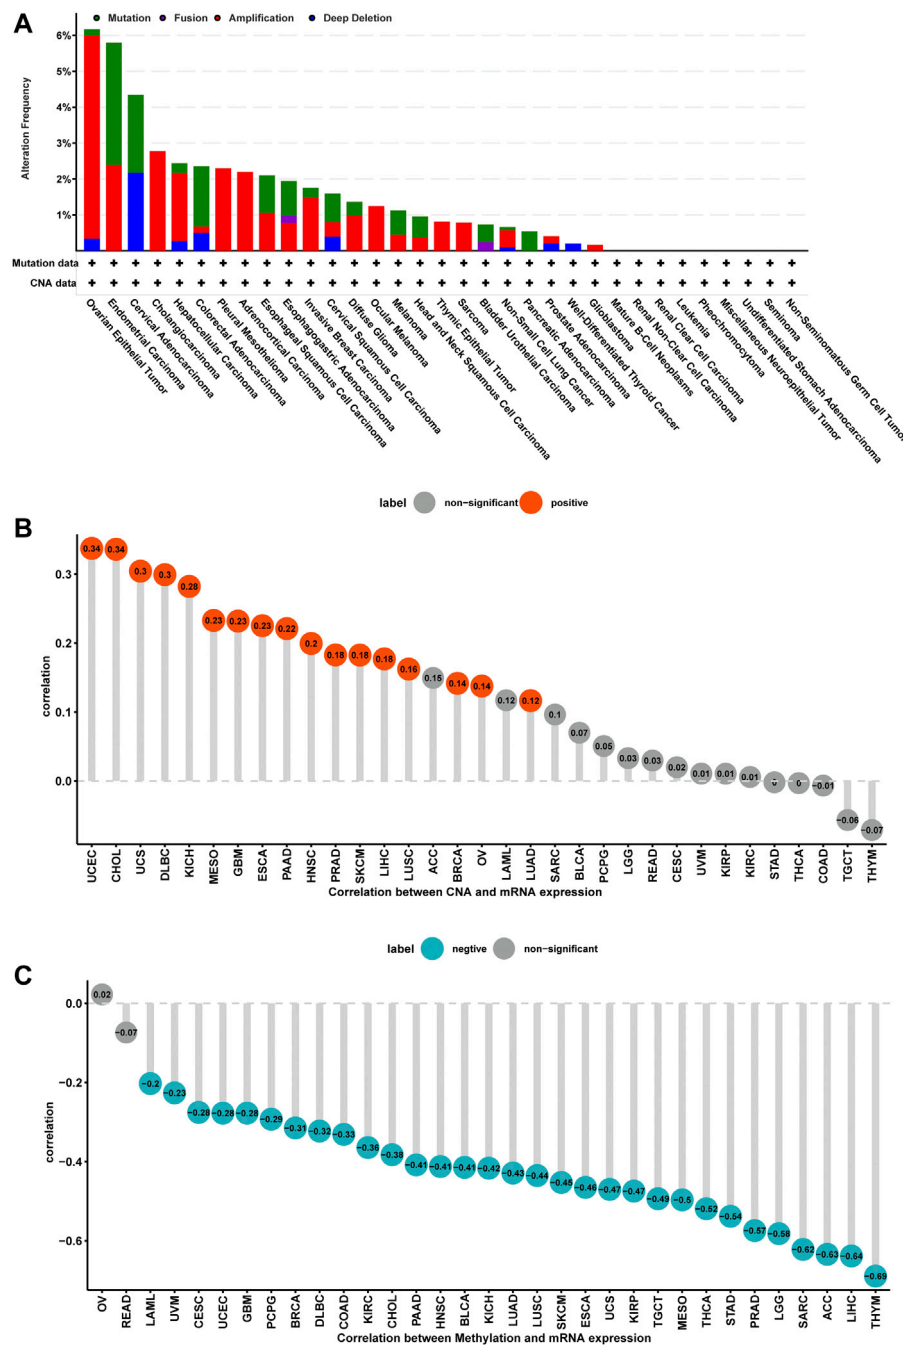 A
Mutation Fusion Amplification Deep Deletion
Alteration Frequency
6%
5%
4%
3%
2%
1%
Mutation data + + + + + + + + + + + + + + + + + + + + + + + + + + + + + + + + +
CNA data + + + + + + + + + + + + + + + + + + + + + + + + + + + + + + + + +
Ovarian Epithelial Tumor
Endometrial Carcinoma
Cervical Adenocarcinoma
Cholangiocarcinoma
Hepatocellular Carcinoma
Colorectal Adenocarcinoma
Pleural Mesothelioma
Adrenocortical Carcinoma
Esophageal Squamous Cell Carcinoma
Esophagogastric Adenocarcinoma
Invasive Breast Carcinoma
Cervical Squamous Cell Carcinoma
Diffuse Glioma
Ocular Melanoma
Melanoma
Head and Neck Squamous Cell Carcinoma
Thymic Epithelial Tumor
Sarcoma
Bladder Urothelial Carcinoma
Non-Small Cell Lung Cancer
Pancreatic Adenocarcinoma
Prostate Adenocarcinoma
Well-Differentiated Thyroid Cancer
Glioblastoma
Mature B-Cell Neoplasms
Renal Non-Clear Cell Carcinoma
Renal Clear Cell Carcinoma
Leukemia
Pheochromocytoma
Miscellaneous Neuroepithelial Tumor
Undifferentiated Stomach Adenocarcinoma
Seminoma
Non-Seminomatous Germ Cell Tumor
label non−significant positive
B
correlation
0.3
0.2
0.1
0.0
0.34 0.34 0.3 0.3 0.28 0.23 0.23 0.23 0.22 0.2 0.18 0.18 0.18 0.16 0.15 0.14 0.14 0.12 0.12 0.1 0.07 0.05 0.03 0.03 0.02 0.01 0.01 0.01 0 0 −0.01 −0.06 −0.07
UCEC CHOL UCS DLBC KICH MESO GBM ESCA PAAD HNSC PRAD SKCM LIHC LUSC ACC BRCA OV LAML LUAD SARC BLCA PCPG LGG READ CESC UVM KIRP KIRC STAD THCA COAD TGCT THYM
Correlation between CNA and mRNA expression
label negtive non−significant
C
correlation
0.0
−0.2
−0.4
−0.6
0.02 −0.07 −0.2 −0.23 −0.28 −0.28 −0.28 −0.29 −0.31 −0.32 −0.33 −0.36 −0.38 −0.41 −0.41 −0.41 −0.42 −0.43 −0.44 −0.45 −0.46 −0.47 −0.47 −0.49 −0.5 −0.52 −0.54 −0.57 −0.58 −0.62 −0.63 −0.64 −0.69
OV READ LAML UVM CESC UCEC GBM PCPG BRCA DLBC COAD KIRC CHOL PAAD HNSC BLCA KICH LUAD LUSC SKCM ESCA UCS KIRP TGCT MESO THCA STAD PRAD LGG SARC ACC LIHC THYM
Correlation between Methylation and mRNA expression